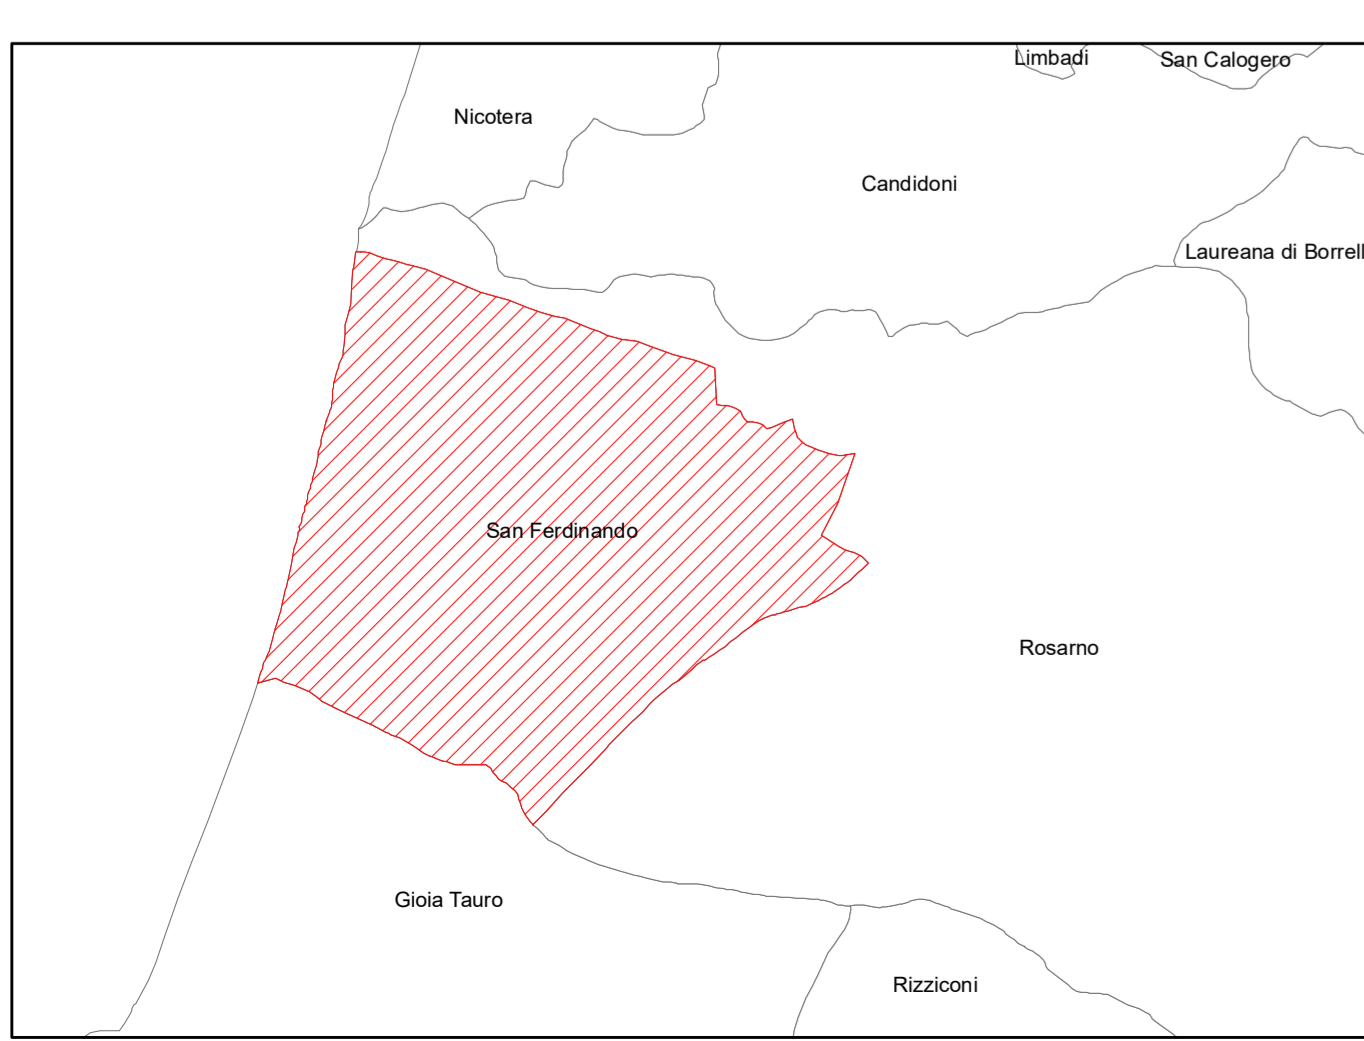 Limbadi
San Calogero
Nicotera
Candidoni
Laureana di Borrell
San Ferdinando
Rosarno
Gioia Tauro
Rizziconi